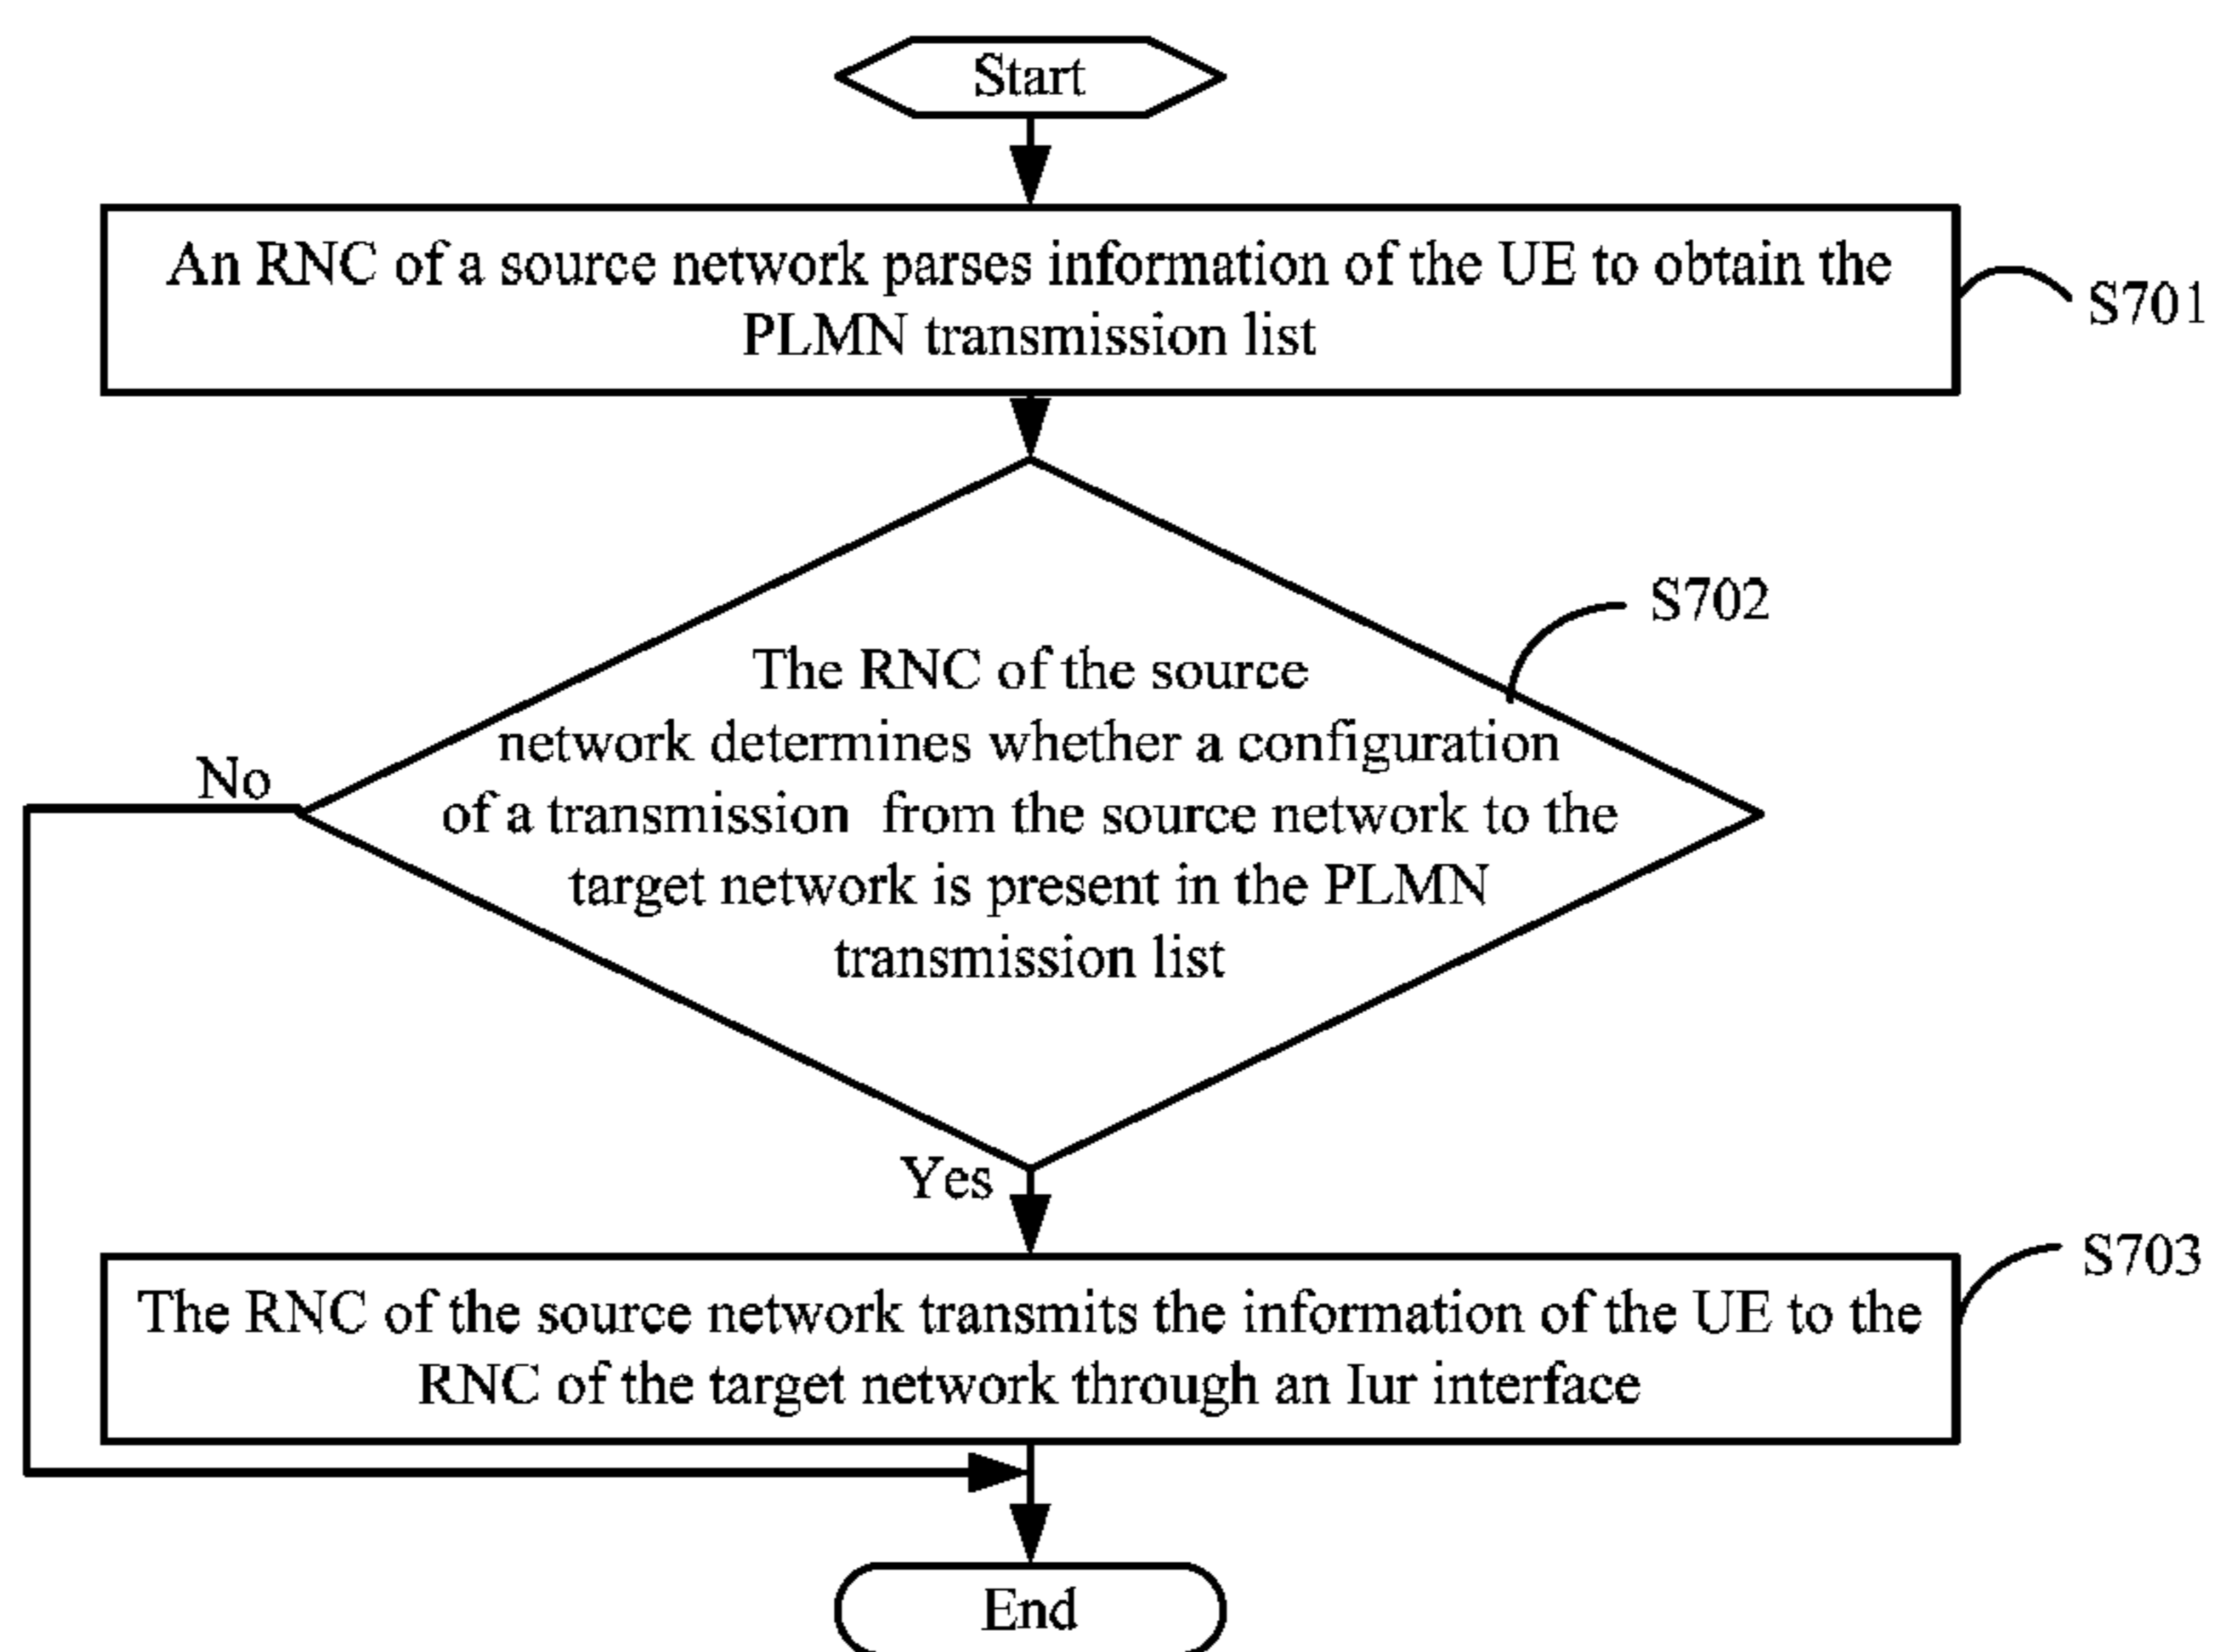 Start
An RNC of a source network parses information of the UE to obtain the
PLMN transmission list
S701
S702
The RNC of the source
network determines whether a configuration
of a transmission from the source network to the
target network is present in the PLMN
transmission list
No
Yes
S703
The RNC of the source network transmits the information of the UE to the
RNC of the target network through an Iur interface
End